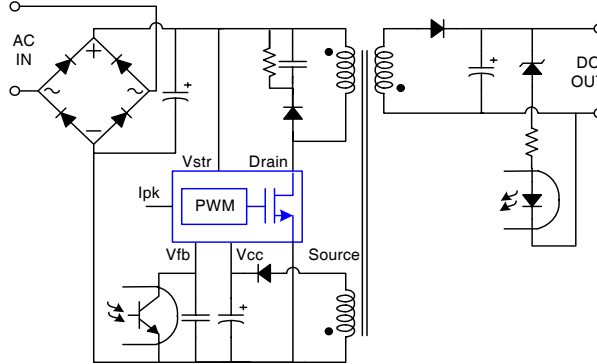 AC
IN
DC
OUT
Vstr
Drain
Ipk
PWM
Vfb
Vcc
Source